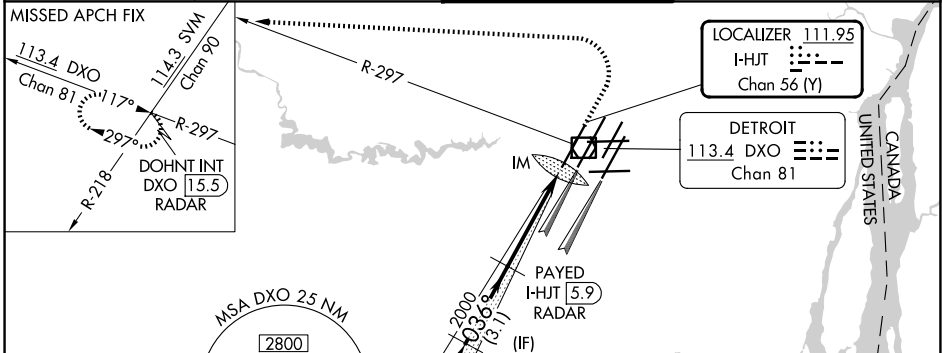 MISSED APCH FIX
113.4 DXO
Chan 81
114.3 SVM
Chan 90
117°
297°
R-297
R-218
DOHNT INT
DXO 15.5
RADAR
R-297
LOCALIZER 111.95
I-HJT
Chan 56 (Y)
DETROIT
113.4 DXO
Chan 81
CANADA
UNITED STATES
IM
PAYED
I-HJT 5.9
RADAR
2000
036°
(3.1)
(IF)
MSA DXO 25 NM
2800